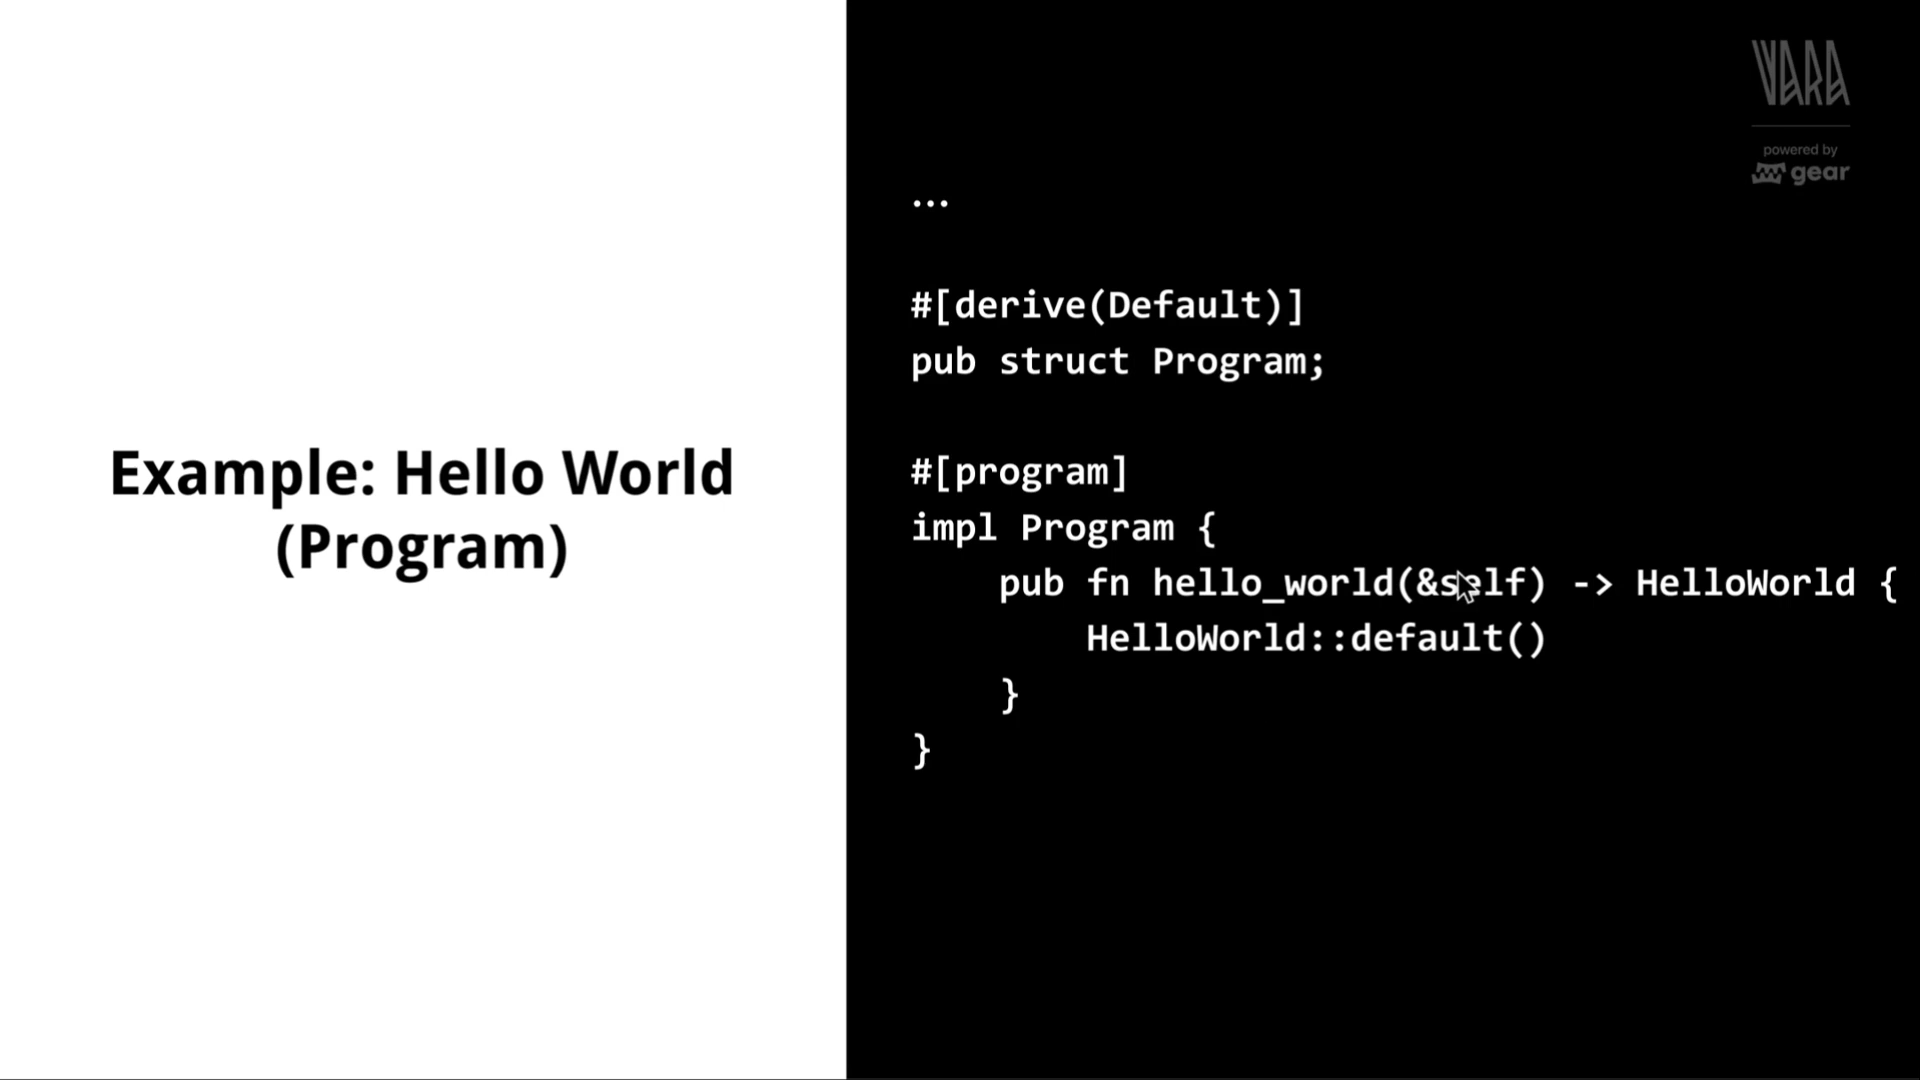 Example: Hello World
(Program)
VARA
powered by
gear
...
#[derive(Default)]
pub struct Program;
#[program]
impl Program {
    pub fn hello_world(&self) -> HelloWorld {
        HelloWorld::default()
    }
}